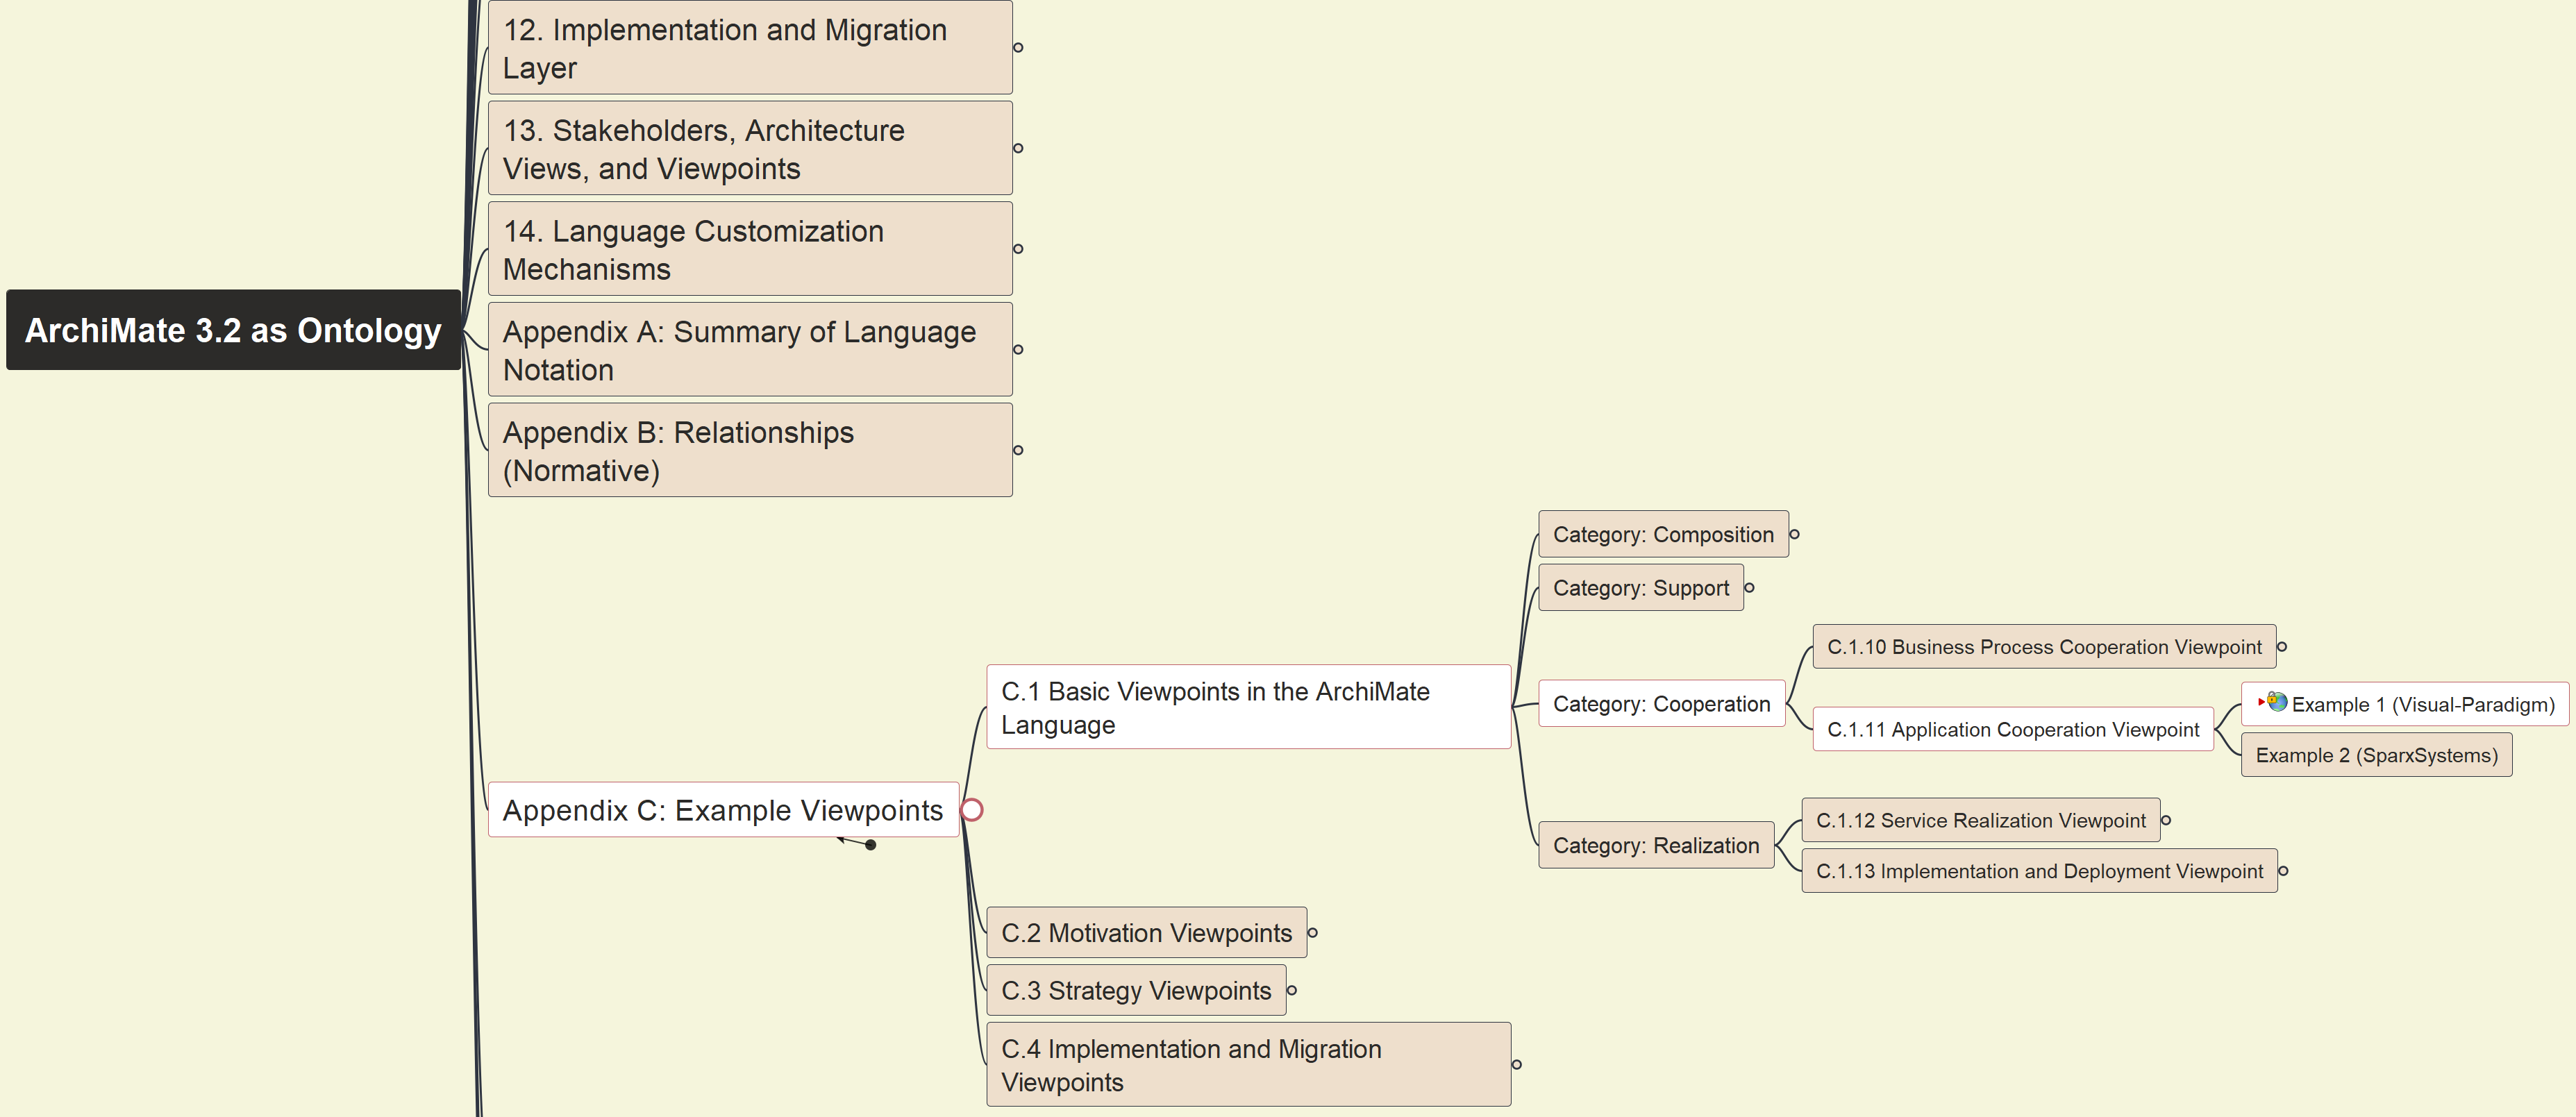 12. Implementation and Migration
Layer
13. Stakeholders, Architecture
Views, and Viewpoints
14. Language Customization
Mechanisms
ArchiMate 3.2 as Ontology
Appendix A: Summary of Language
Notation
Appendix B: Relationships
(Normative)
Appendix C: Example Viewpoints
C.1 Basic Viewpoints in the ArchiMate
Language
Category: Composition
Category: Support
Category: Cooperation
C.1.10 Business Process Cooperation Viewpoint
C.1.11 Application Cooperation Viewpoint
Example 1 (Visual-Paradigm)
Example 2 (SparxSystems)
Category: Realization
C.1.12 Service Realization Viewpoint
C.1.13 Implementation and Deployment Viewpoint
C.2 Motivation Viewpoints
C.3 Strategy Viewpoints
C.4 Implementation and Migration
Viewpoints